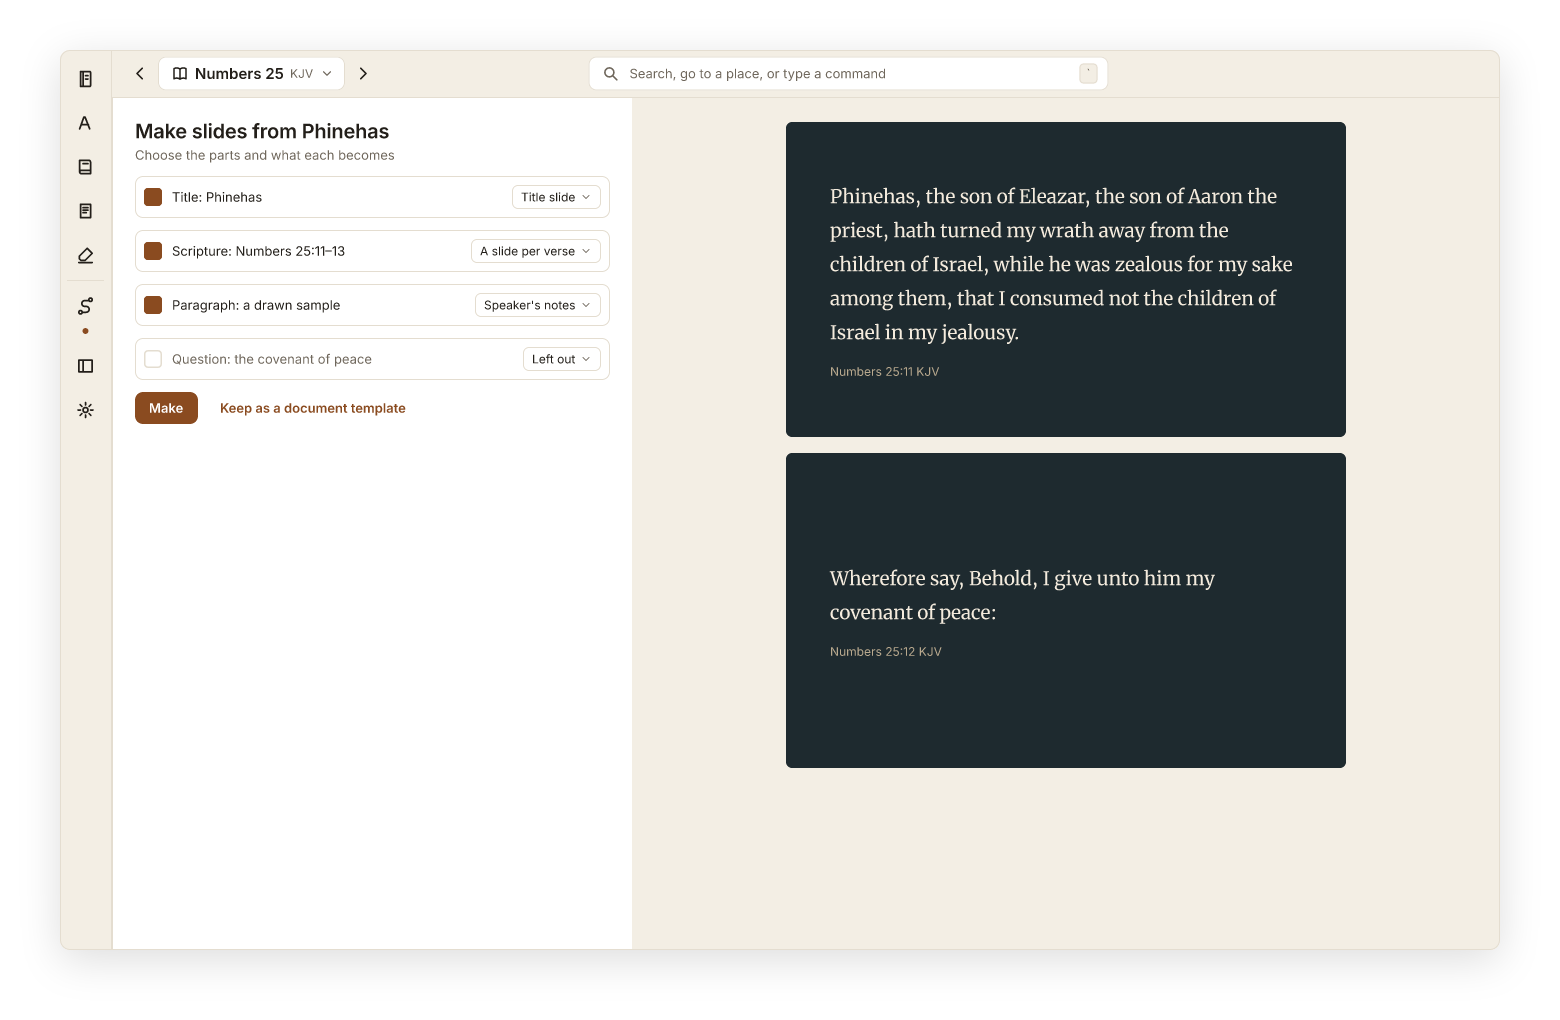 Numbers 25 KJV
Search, go to a place, or type a command
Make slides from Phinehas
Choose the parts and what each becomes
Title: Phinehas
Title slide
Scripture: Numbers 25:11–13
A slide per verse
Paragraph: a drawn sample
Speaker's notes
Question: the covenant of peace
Left out
Make
Keep as a document template
Phinehas, the son of Eleazar, the son of Aaron the
priest, hath turned my wrath away from the
children of Israel, while he was zealous for my sake
among them, that I consumed not the children of
Israel in my jealousy.
Numbers 25:11 KJV
Wherefore say, Behold, I give unto him my
covenant of peace:
Numbers 25:12 KJV